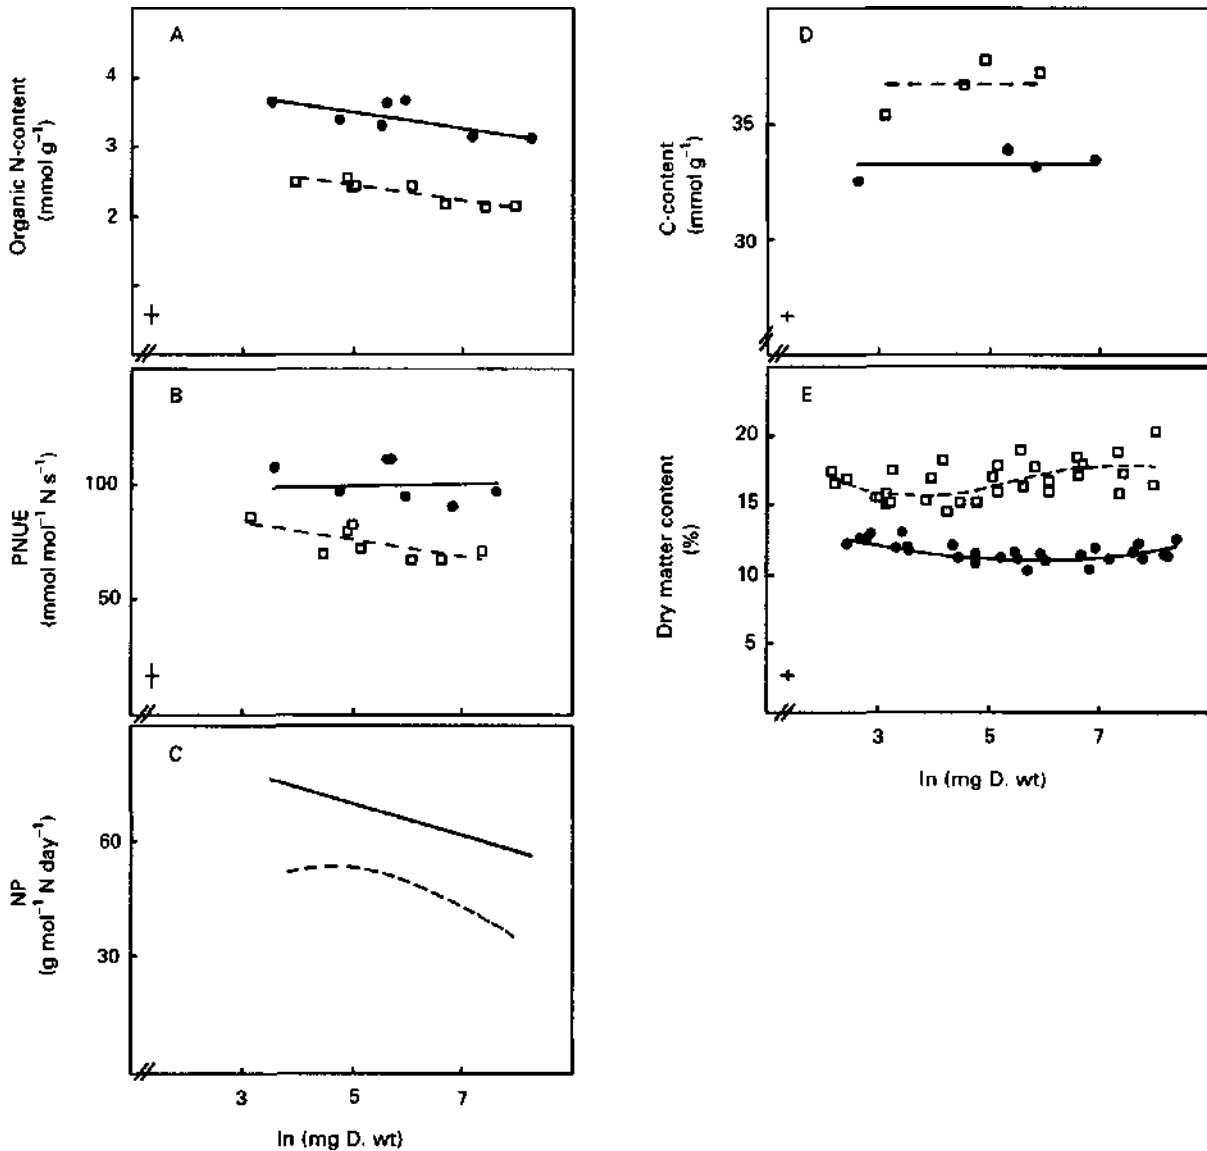 A
4
3
2
Organic N-content
(mmol g⁻¹)
B
100
50
PNUE
(mmol mol⁻¹ N s⁻¹)
C
60
30
NP
(g mol⁻¹ N day⁻¹)
3 5 7
ln (mg D. wt)
D
35
30
C-content
(mmol g⁻¹)
E
20
15
10
5
Dry matter content
(%)
3 5 7
ln (mg D. wt)